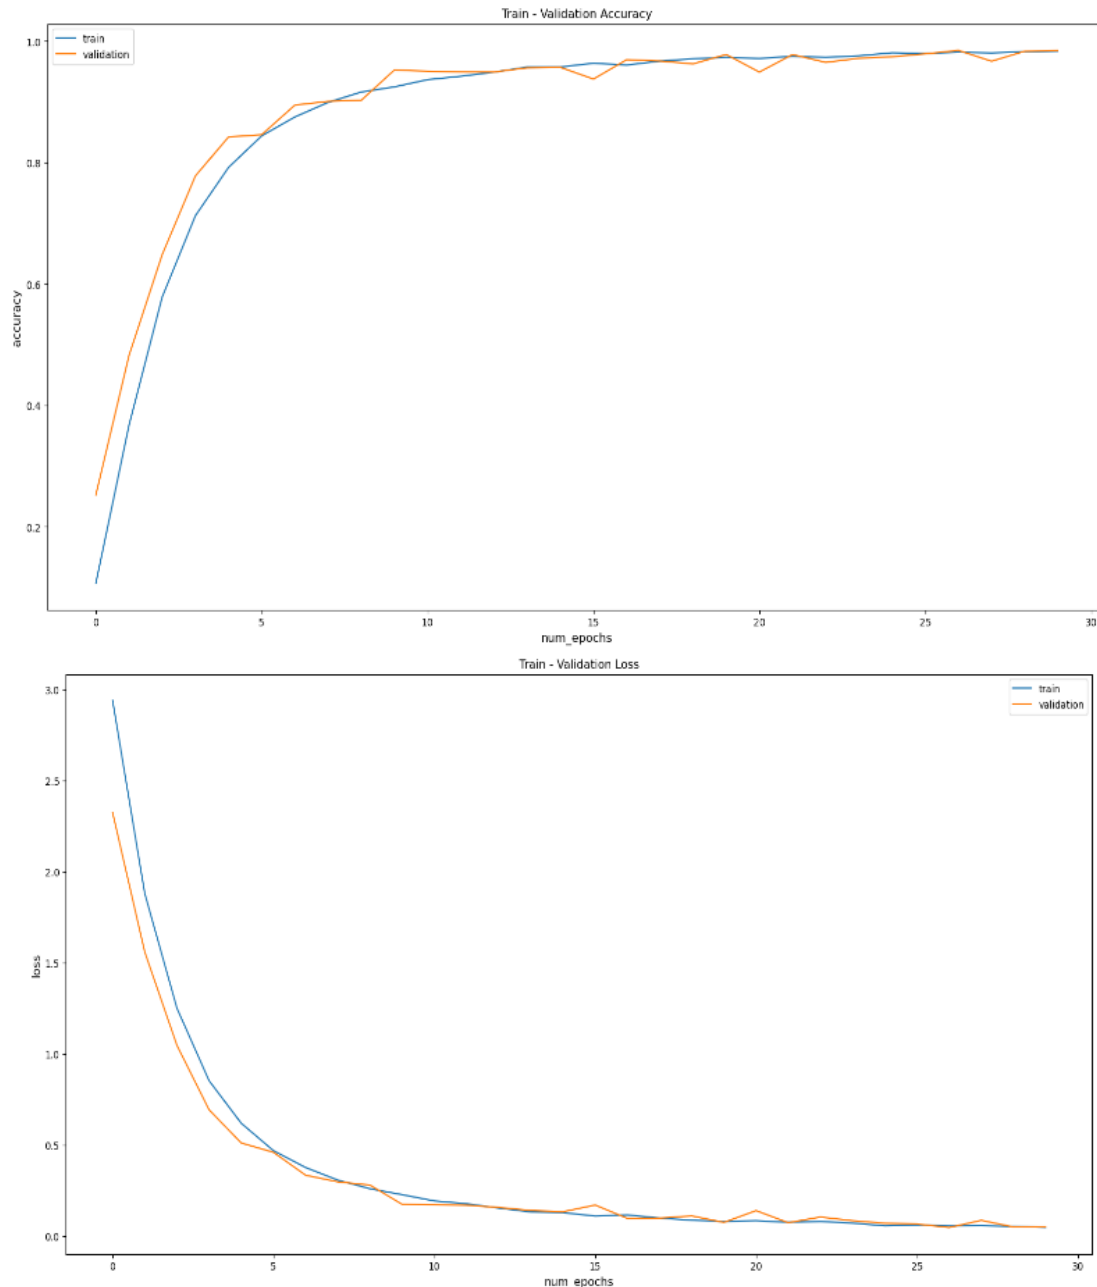 Train - Validation Accuracy
train
validation
1.0
0.8
0.6
0.4
0.2
accuracy
0 5 10 15 20 25 30
num_epochs
Train - Validation Loss
train
validation
3.0
2.5
2.0
1.5
1.0
0.5
0.0
loss
0 5 10 15 20 25 30
num_epochs